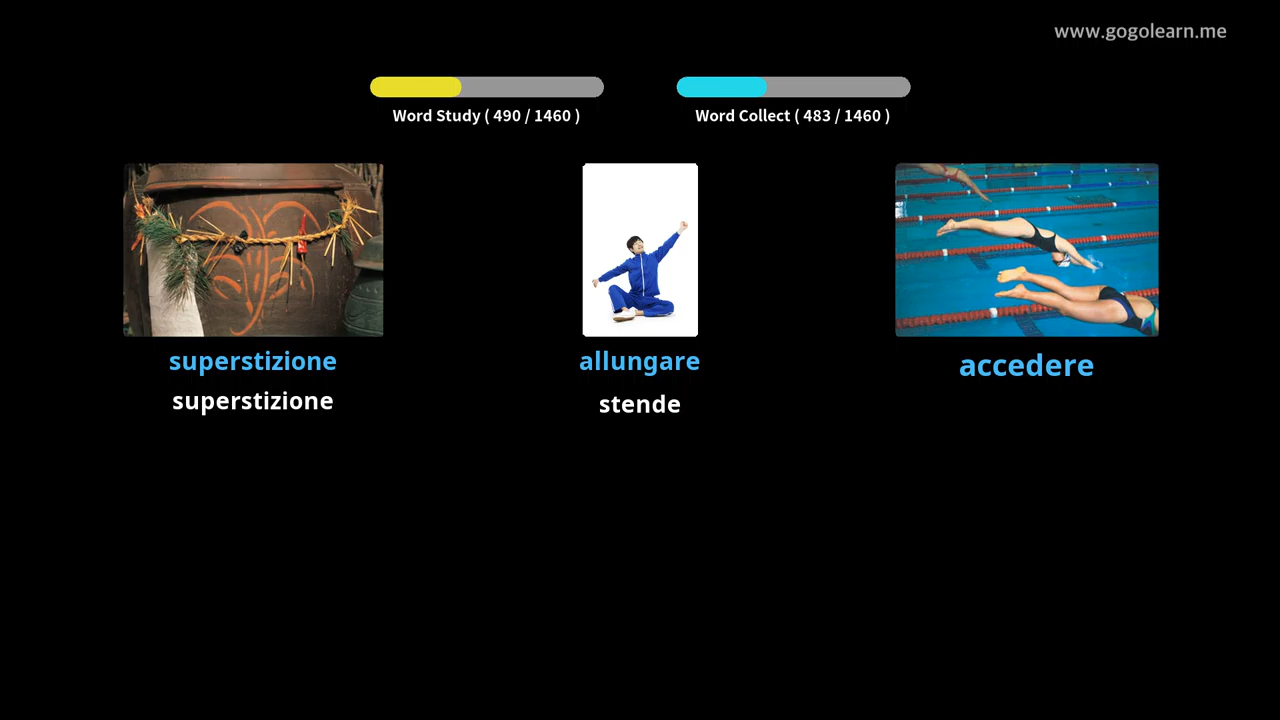 www.gogolearn.me
Word Study ( 490 / 1460 )
Word Collect ( 483 / 1460 )
superstizione
superstizione
allungare
stende
accedere